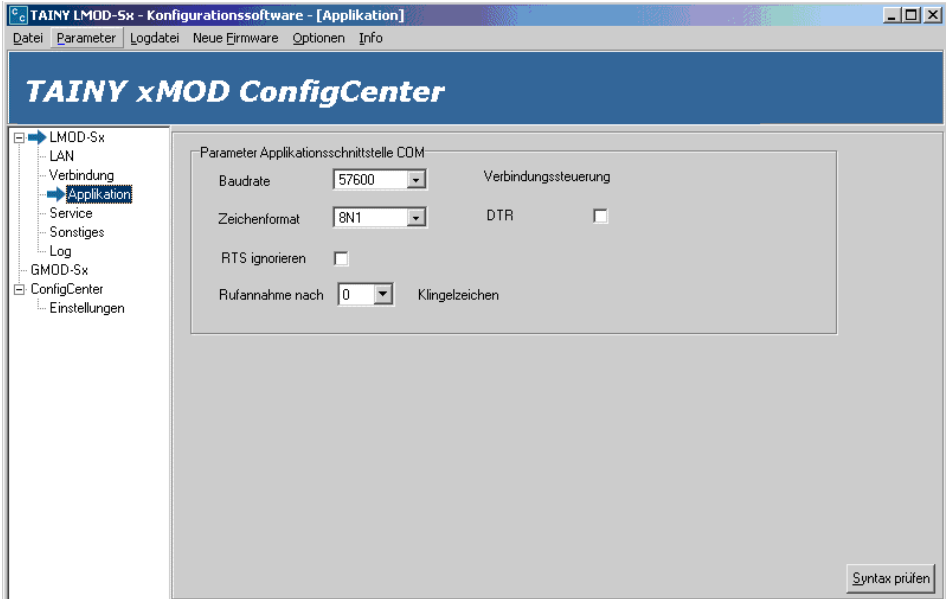 TAINY LMOD-Sx - Konfigurationssoftware - [Applikation]
Datei Parameter Logdatei Neue Firmware Optionen Info
TAINY xMOD ConfigCenter
LMOD-Sx
LAN
Verbindung
Applikation
Service
Sonstiges
Log
GMOD-Sx
ConfigCenter
Einstellungen
Parameter Applikationsschnittstelle COM
Baudrate 57600 Verbindungssteuerung
Zeichenformat 8N1 DTR
RTS ignorieren
Rufannahme nach 0 Klingelzeichen
Syntax prüfen